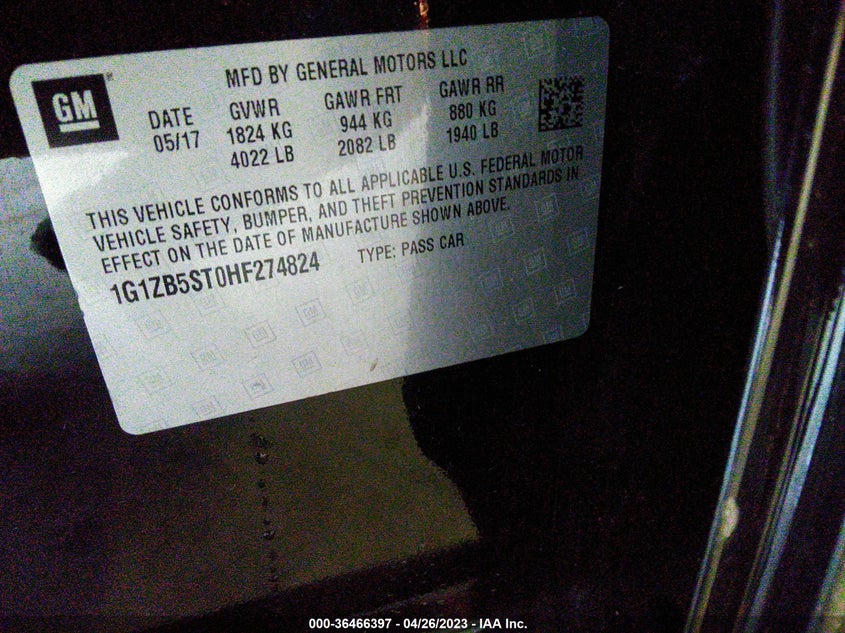 GM
MFD BY GENERAL MOTORS LLC
DATE GVWR GAWR FRT GAWR RR
05/17 1824 KG 944 KG 880 KG
4022 LB 2082 LB 1940 LB
THIS VEHICLE CONFORMS TO ALL APPLICABLE U.S. FEDERAL MOTOR
VEHICLE SAFETY, BUMPER, AND THEFT PREVENTION STANDARDS IN
EFFECT ON THE DATE OF MANUFACTURE SHOWN ABOVE.
1G1ZB5ST0HF274824 TYPE: PASS CAR
000-36466397 - 04/26/2023 - IAA Inc.